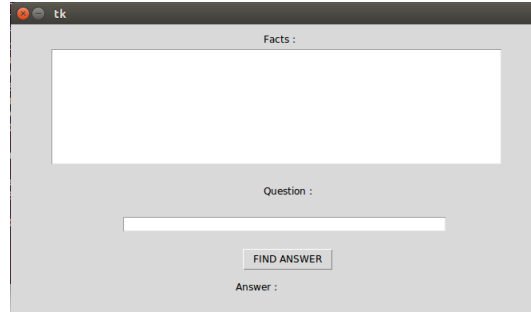 tk
Facts :
Question :
FIND ANSWER
Answer :